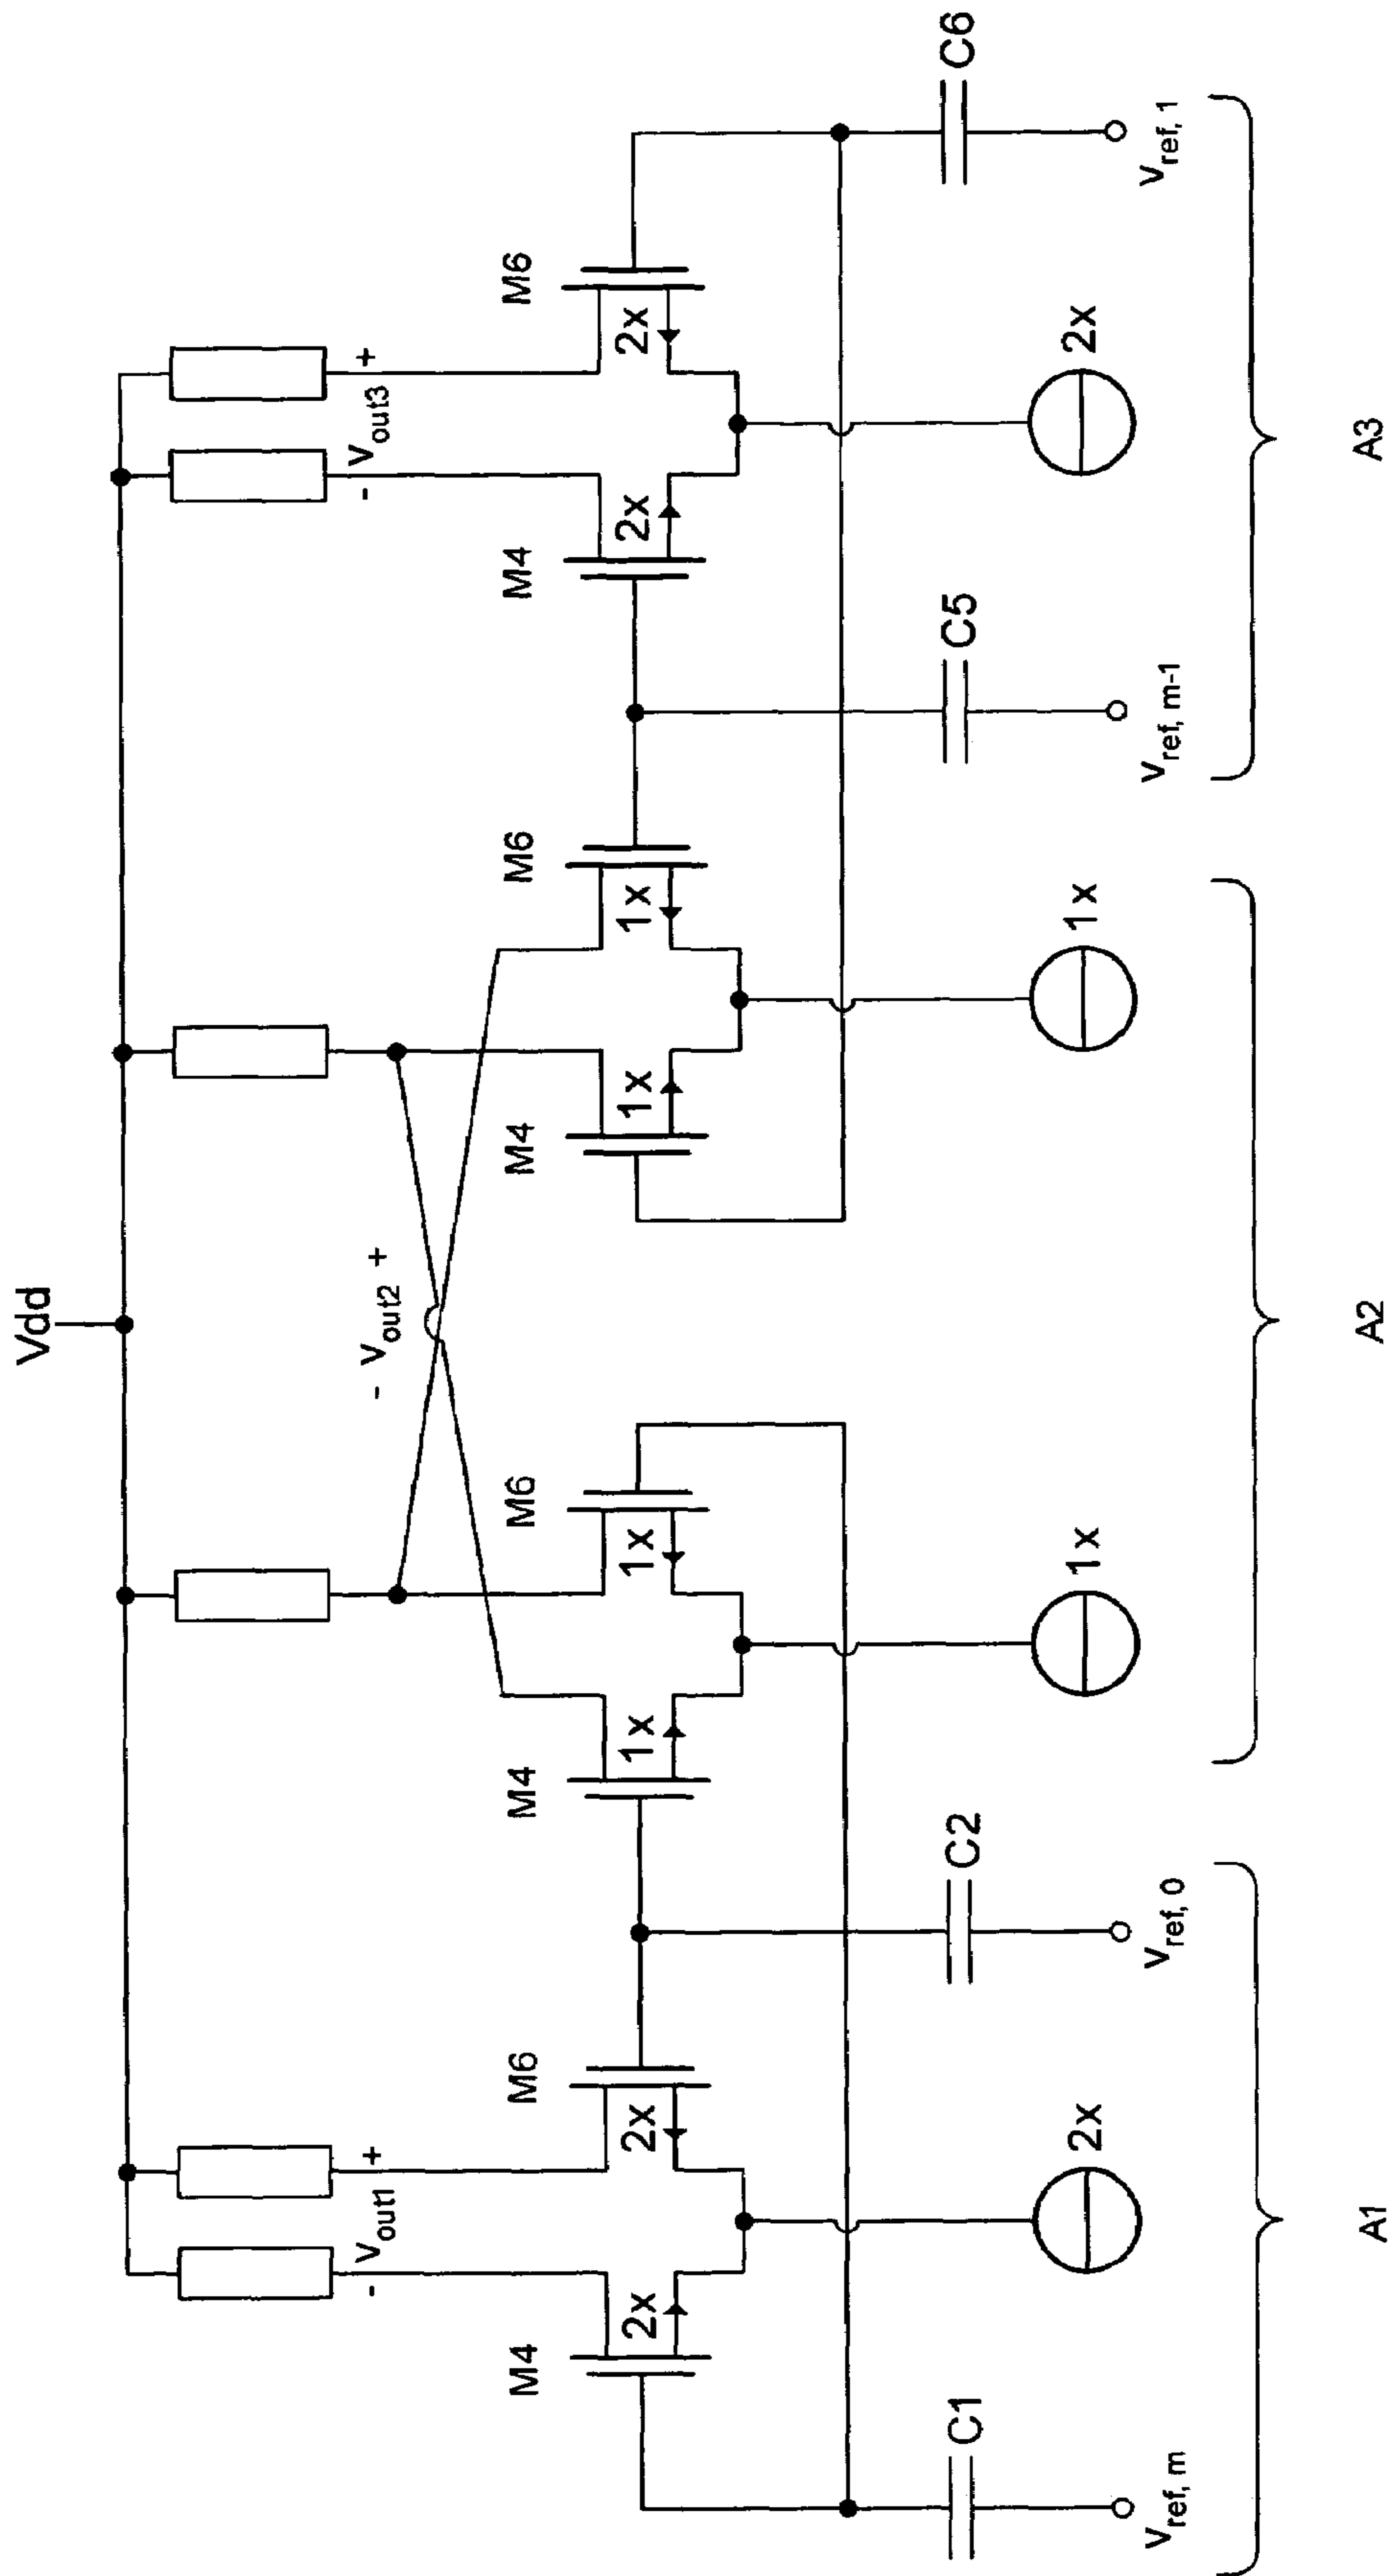 Vdd
- Vout1 +
- Vout2 +
- Vout3 +
M4
M6
M4
M6
M4
M6
M4
M6
2x
2x
1x
1x
1x
1x
2x
2x
C1
C2
C5
C6
2x
1x
1x
2x
Vref, m
Vref, 0
Vref, m-1
Vref, 1
A1
A2
A3